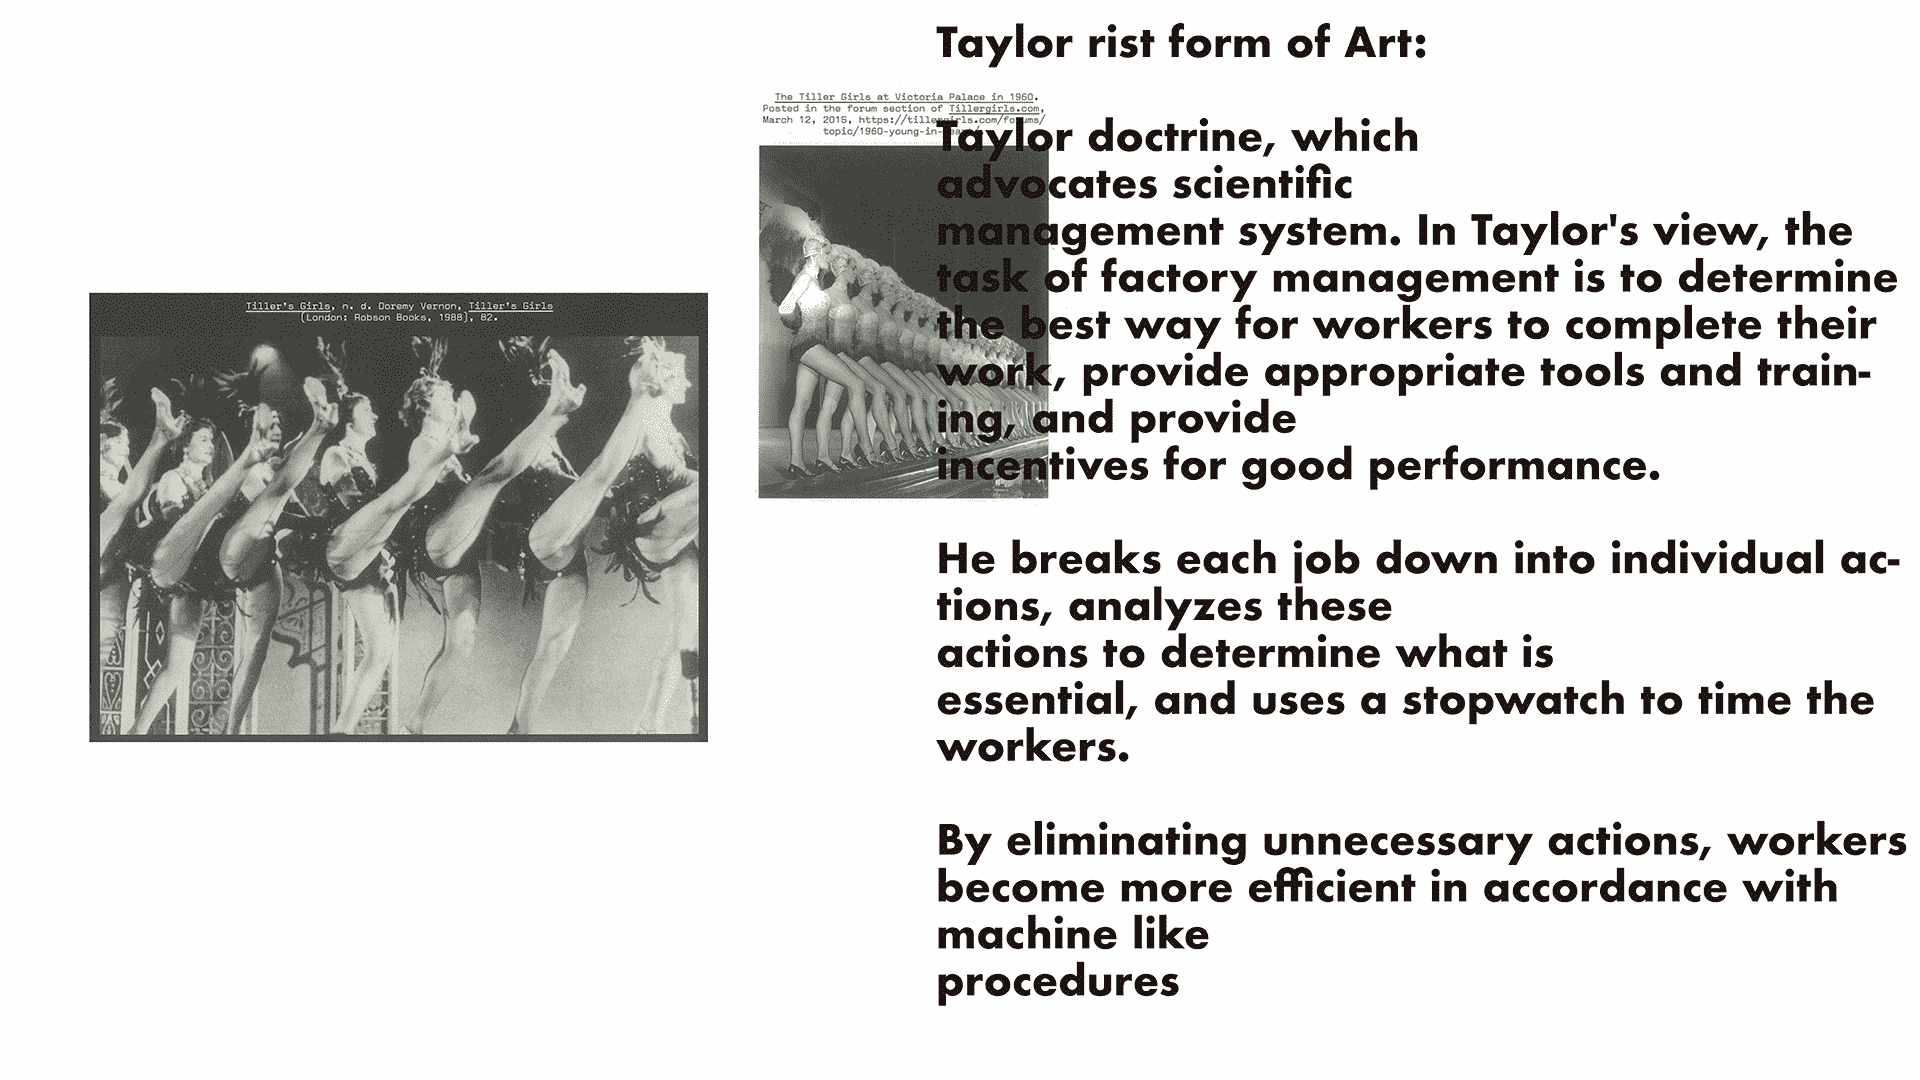 Taylor rist form of Art:
The Tiller Girls at Victoria Palace in 1960.
Posted in the forum section of Tillergirls.com,
March 12, 2015, https://tillergirls.com/forums/
topic/1960-young-in-heart/
Taylor doctrine, which
advocates scientific
management system. In Taylor's view, the
task of factory management is to determine
the best way for workers to complete their
work, provide appropriate tools and train-
ing, and provide
incentives for good performance.
Tiller's Girls, n. d. Doremy Vernon, Tiller's Girls
(London: Robson Books, 1988), 82.
He breaks each job down into individual ac-
tions, analyzes these
actions to determine what is
essential, and uses a stopwatch to time the
workers.
By eliminating unnecessary actions, workers
become more efficient in accordance with
machine like
procedures